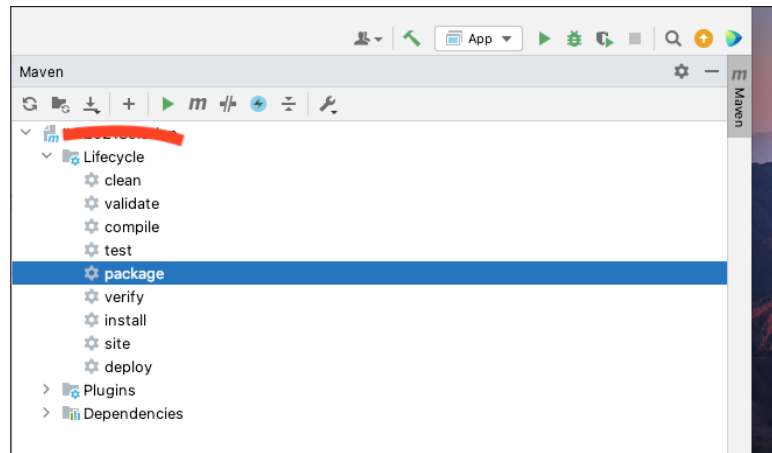 App
Maven
m
Maven
m
Lifecycle
clean
validate
compile
test
package
verify
install
site
deploy
Plugins
Dependencies